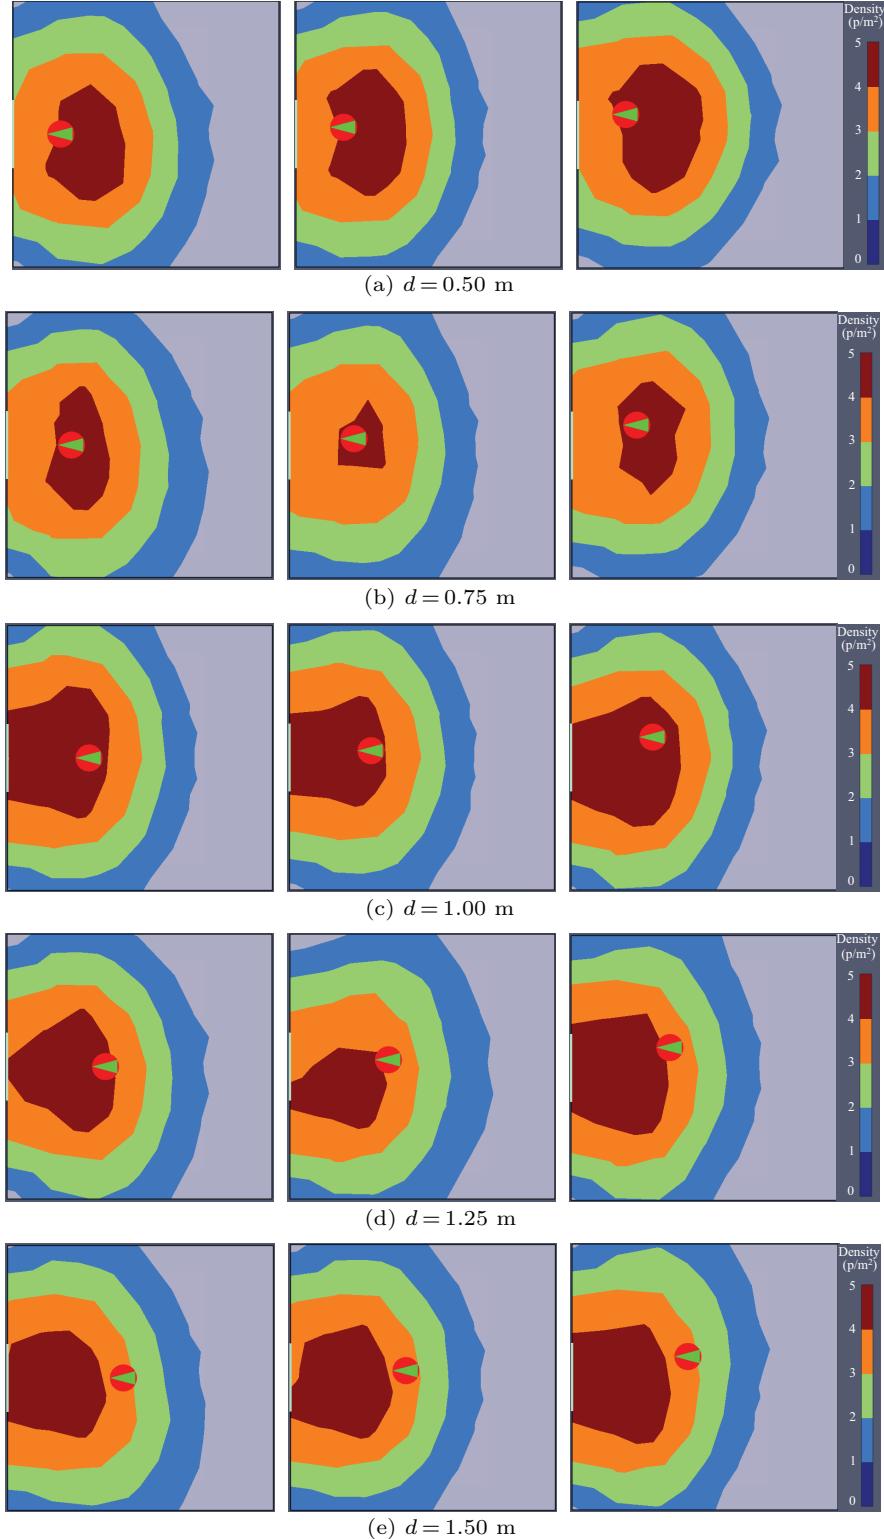 Density
(p/m²)
5
4
3
2
1
0
(a) d = 0.50 m
Density
(p/m²)
5
4
3
2
1
0
(b) d = 0.75 m
Density
(p/m²)
5
4
3
2
1
0
(c) d = 1.00 m
Density
(p/m²)
5
4
3
2
1
0
(d) d = 1.25 m
Density
(p/m²)
5
4
3
2
1
0
(e) d = 1.50 m